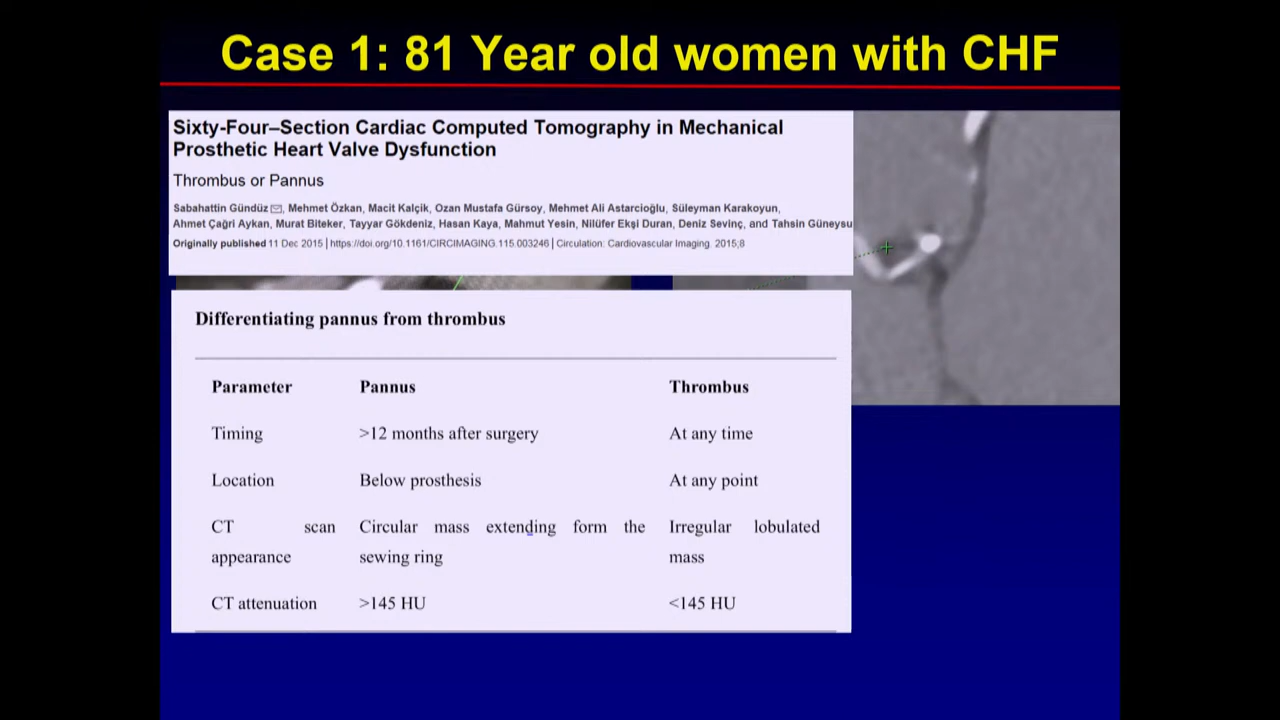 Case 1: 81 Year old women with CHF
Sixty-Four–Section Cardiac Computed Tomography in Mechanical
Prosthetic Heart Valve Dysfunction
Thrombus or Pannus
Sabahattin Gündüz, Mehmet Özkan, Macit Kalçik, Ozan Mustafa Gürsoy, Mehmet Ali Astarcioğlu, Süleyman Karakoyun,
Ahmet Çağri Aykan, Murat Biteker, Tayyar Gökdeniz, Hasan Kaya, Mahmut Yesin, Nilüfer Ekşi Duran, Deniz Sevinç, and Tahsin Güneysu
Originally published 11 Dec 2015 | https://doi.org/10.1161/CIRCIMAGING.115.003246 | Circulation: Cardiovascular Imaging. 2015;8
Differentiating pannus from thrombus
Parameter Pannus Thrombus
Timing >12 months after surgery At any time
Location Below prosthesis At any point
CT scan Circular mass extending form the Irregular lobulated
appearance sewing ring mass
CT attenuation >145 HU <145 HU